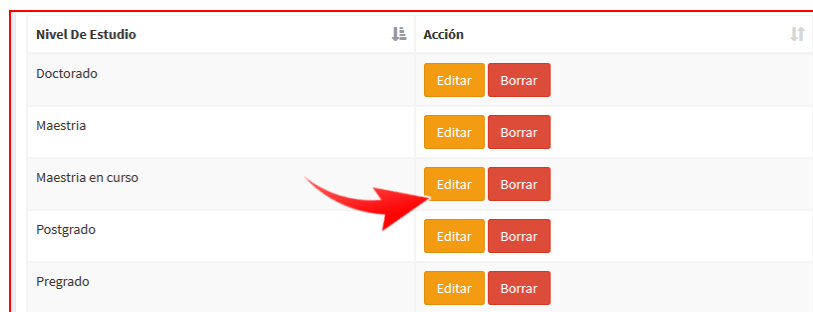 Nivel De Estudio Acción
Doctorado Editar Borrar
Maestria Editar Borrar
Maestria en curso Editar Borrar
Postgrado Editar Borrar
Pregrado Editar Borrar